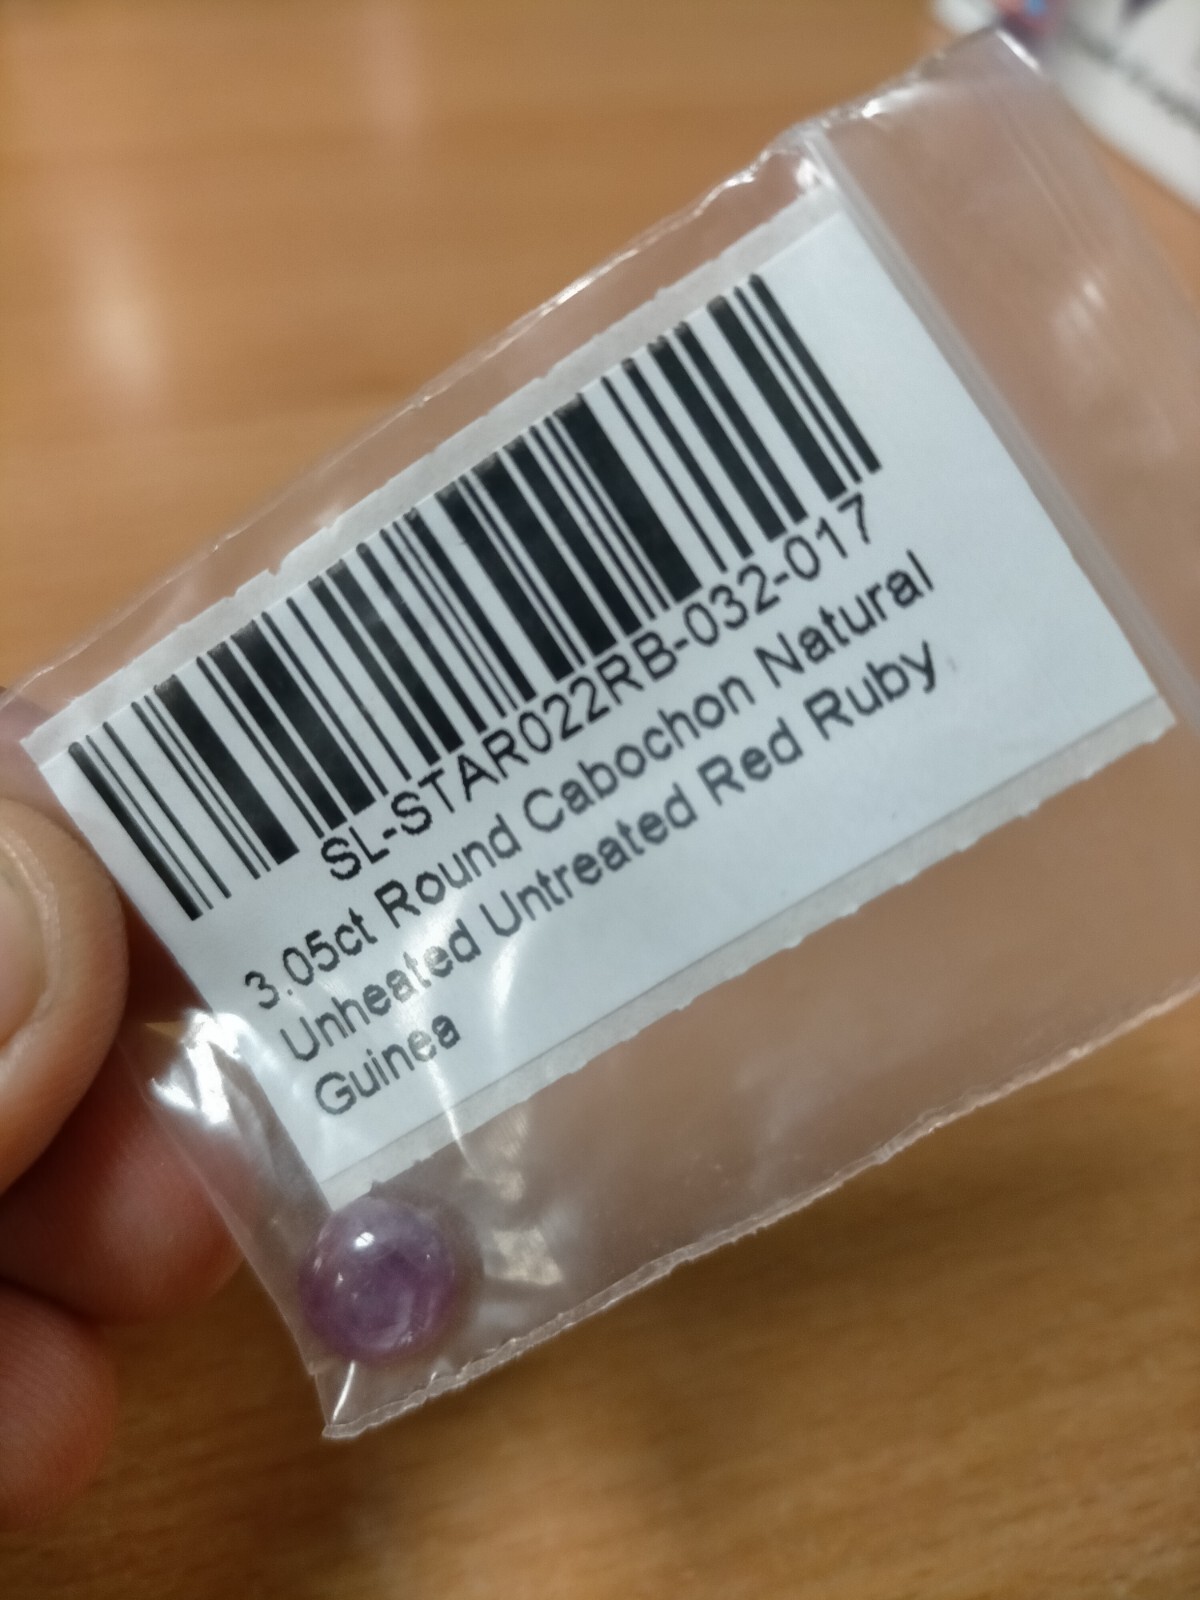 SL-STAR022RB-032-017
3.05ct Round Cabochon Natural
Unheated Untreated Red Ruby
Guinea